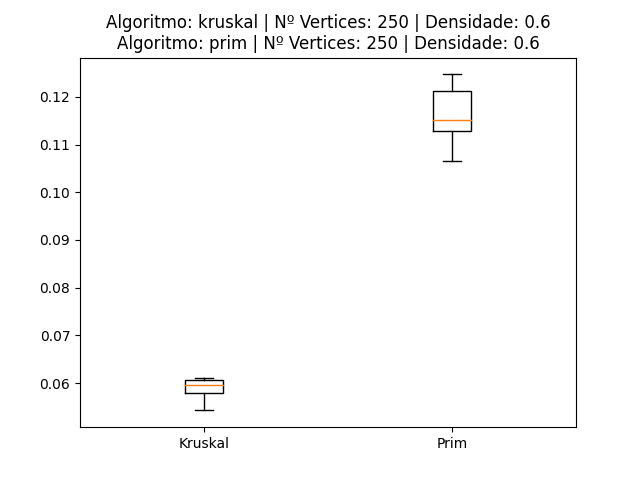 Algoritmo: kruskal | Nº Vertices: 250 | Densidade: 0.6
Algoritmo: prim | Nº Vertices: 250 | Densidade: 0.6
0.12
0.11
0.10
0.09
0.08
0.07
0.06
Kruskal
Prim